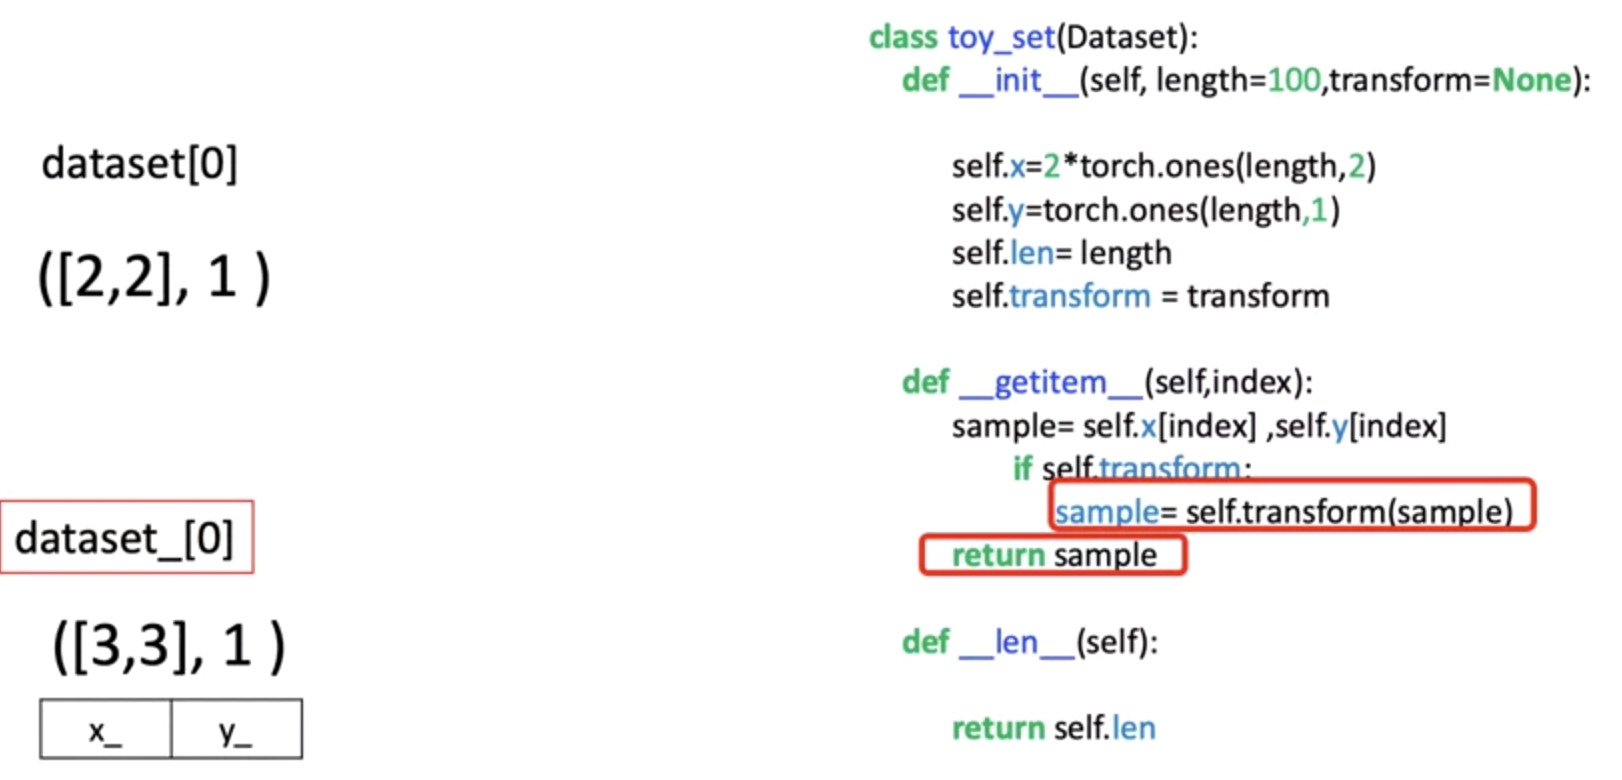 dataset[0]
([2,2], 1 )
dataset_[0]
([3,3], 1 )
x_ y_
class toy_set(Dataset):
def __init__(self, length=100,transform=None):
self.x=2*torch.ones(length,2)
self.y=torch.ones(length,1)
self.len= length
self.transform = transform
def __getitem__(self,index):
sample= self.x[index] ,self.y[index]
if self.transform:
sample= self.transform(sample)
return sample
def __len__(self):
return self.len